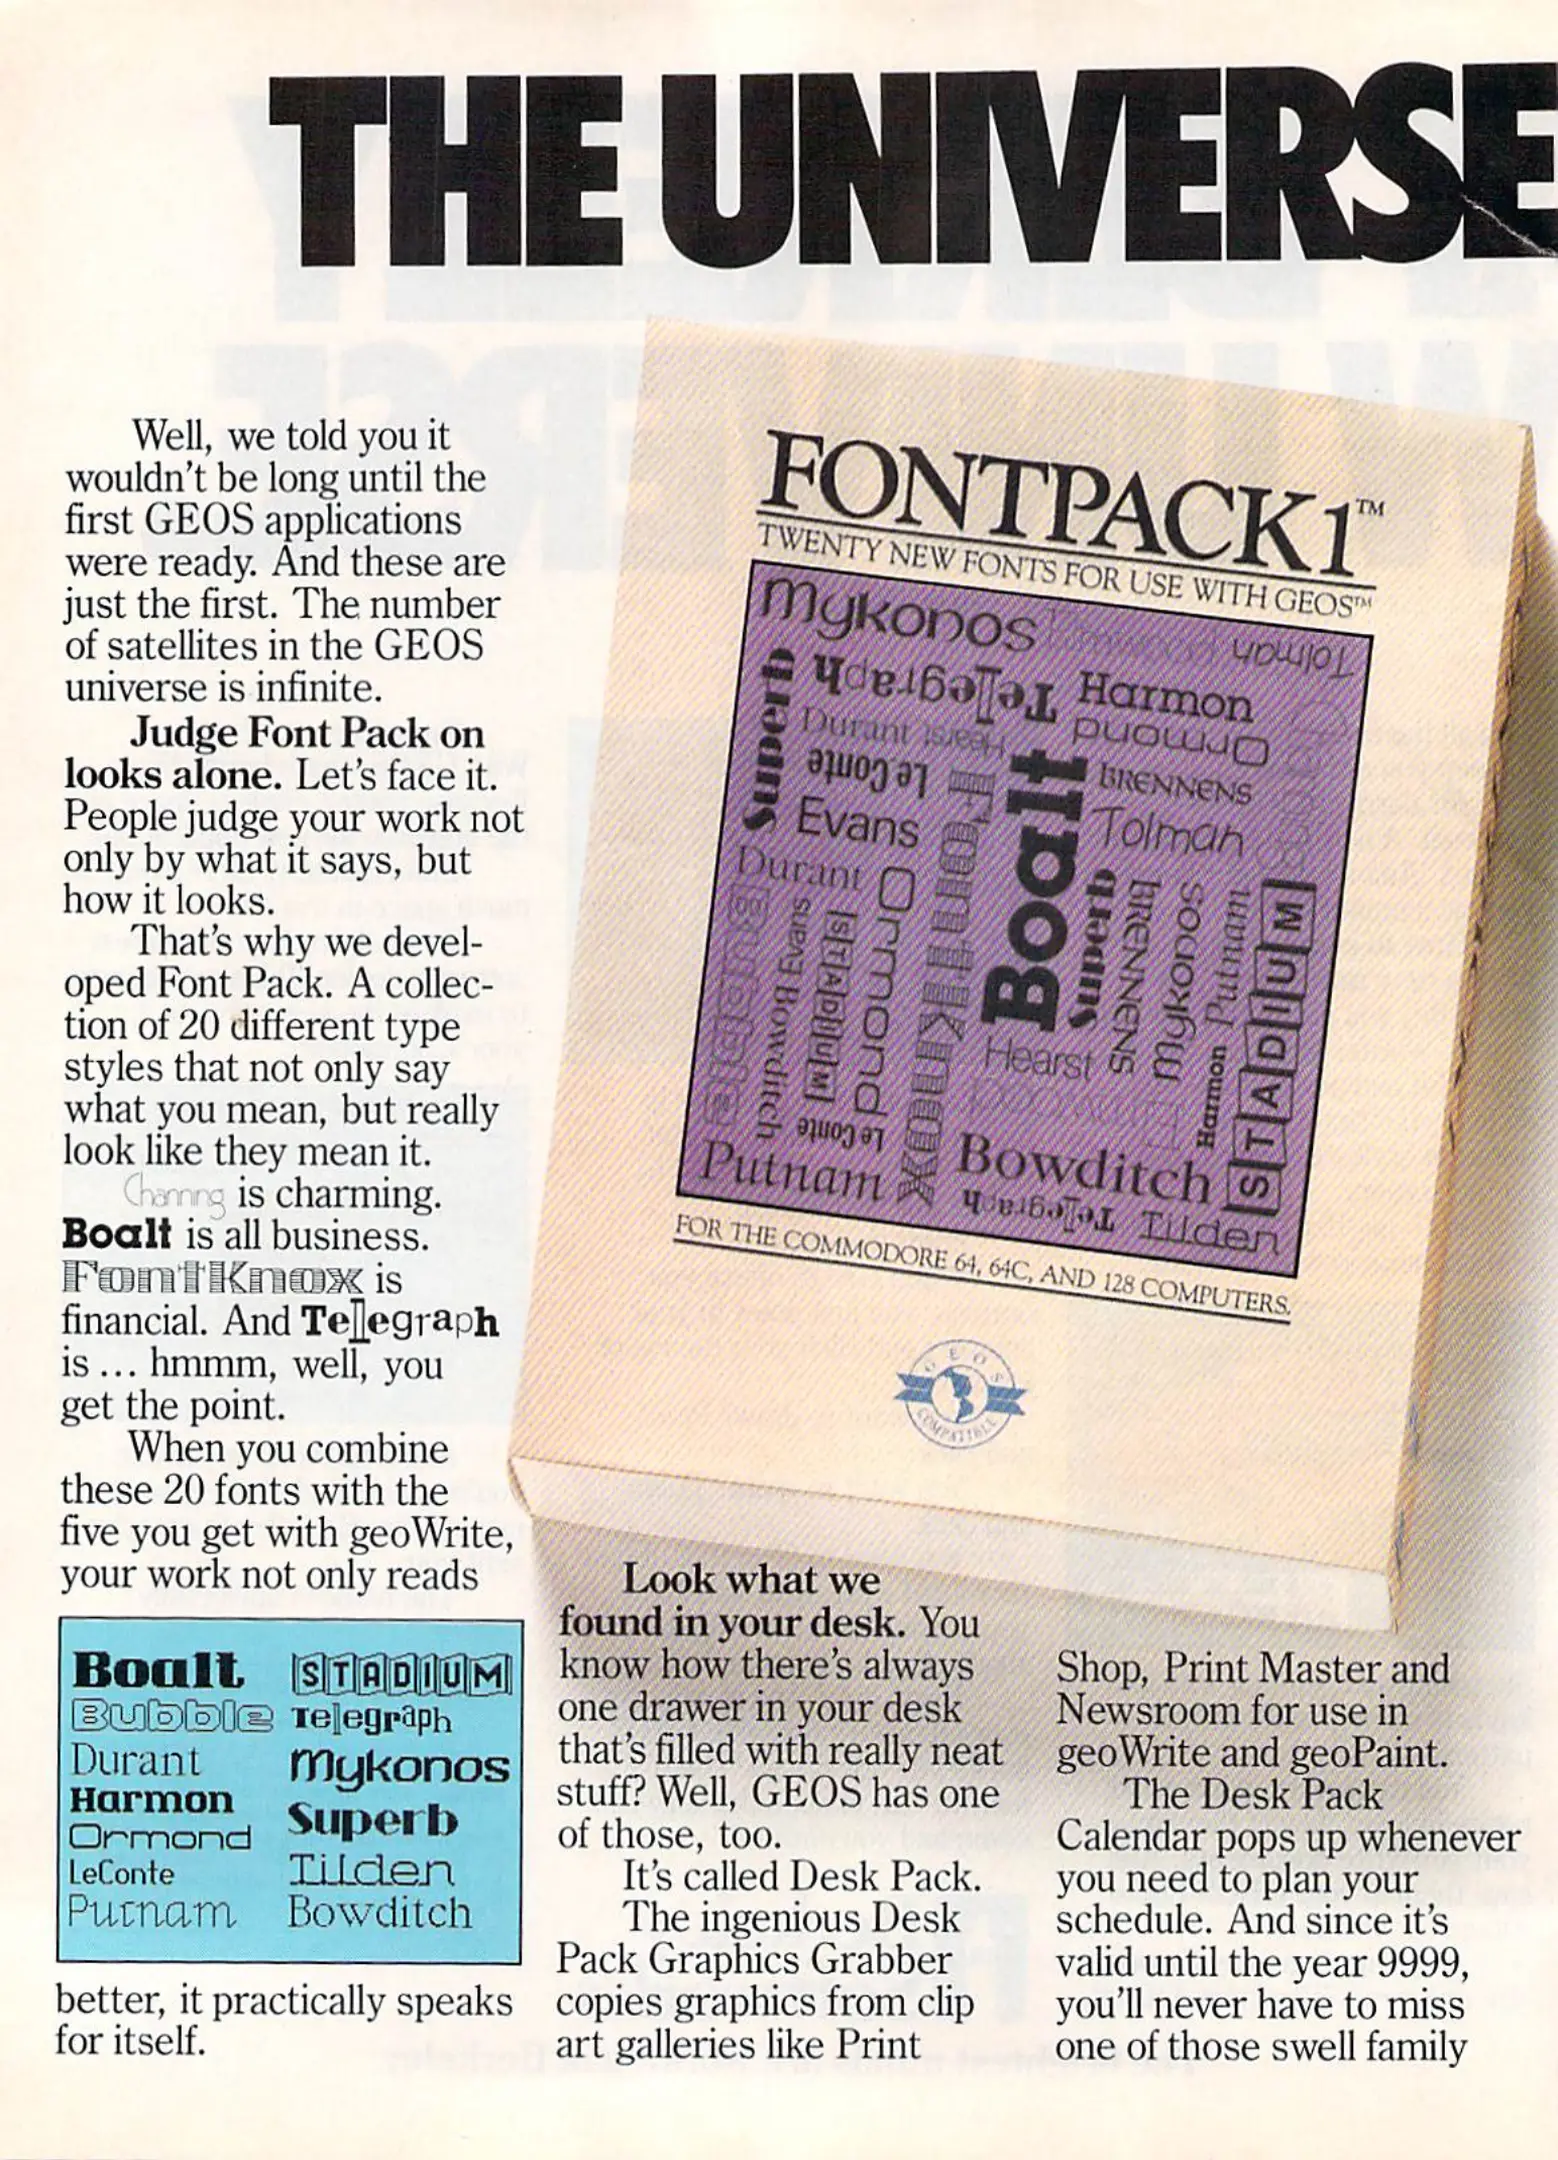 THE UNIVERSE
Well, we told you it
wouldn't be long until the
first GEOS applications
were ready. And these are
just the first. The number
of satellites in the GEOS
universe is infinite.
Judge Font Pack on
looks alone. Let's face it.
People judge your work not
only by what it says, but
how it looks.
That's why we devel-
oped Font Pack. A collec-
tion of 20 different type
styles that not only say
what you mean, but really
look like they mean it.
Charming is charming.
Boalt is all business.
FontKnox is
financial. And Telegraph
is ... hmmm, well, you
get the point.
When you combine
these 20 fonts with the
five you get with geoWrite,
your work not only reads
Boalt
Bubble
Durant
Harmon
Ormond
LeConte
Putnam
STADIUM
Telegraph
Mykonos
Superb
Tilden
Bowditch
better, it practically speaks
for itself.
FONTPACK1™
TWENTY NEW FONTS FOR USE WITH GEOS™
Mykonos
Tolman
Superb
Telegraph
Harmon
Durant
Hearst
Ormond
LeConte
Boalt
BRENNENS
Evans
FontKnox
Tolman
Durant
Ormond
Superb
BRENNENS
Mykonos
Putnam
STADIUM
Bubble
Evans
Bowditch
STADIUM
Hearst
Harmon
LeConte
Putnam
Bowditch
Telegraph
Tilden
FOR THE COMMODORE 64, 64C, AND 128 COMPUTERS.
GEOS
COMPATIBLE
Look what we
found in your desk. You
know how there's always
one drawer in your desk
that's filled with really neat
stuff? Well, GEOS has one
of those, too.
It's called Desk Pack.
The ingenious Desk
Pack Graphics Grabber
copies graphics from clip
art galleries like Print
Shop, Print Master and
Newsroom for use in
geoWrite and geoPaint.
The Desk Pack
Calendar pops up whenever
you need to plan your
schedule. And since it's
valid until the year 9999,
you'll never have to miss
one of those swell family